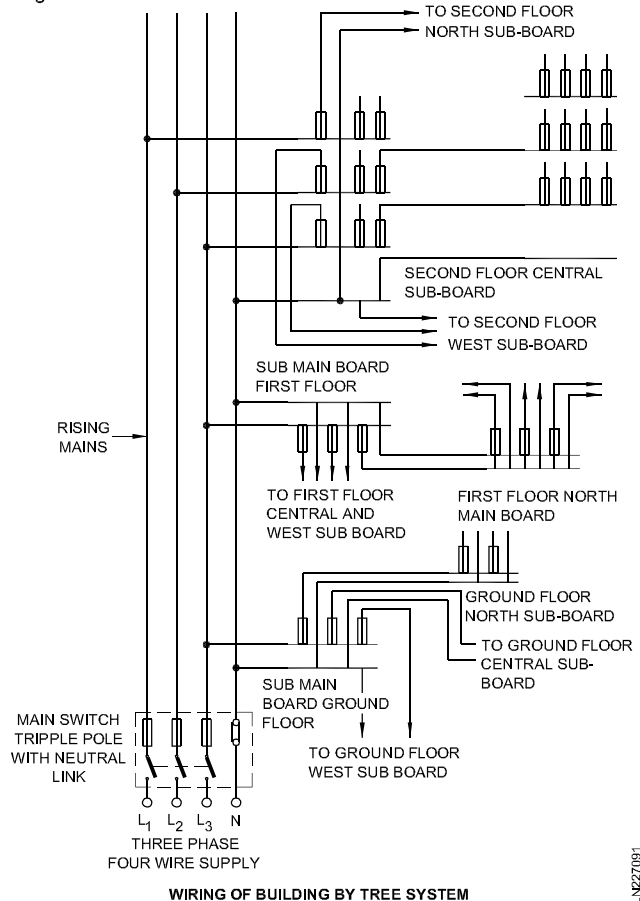 TO SECOND FLOOR
NORTH SUB-BOARD
SECOND FLOOR CENTRAL
SUB-BOARD
TO SECOND FLOOR
WEST SUB-BOARD
SUB MAIN BOARD
FIRST FLOOR
RISING
MAINS
TO FIRST FLOOR
CENTRAL AND
WEST SUB BOARD
FIRST FLOOR NORTH
MAIN BOARD
GROUND FLOOR
NORTH SUB-BOARD
TO GROUND FLOOR
CENTRAL SUB-
BOARD
SUB MAIN
BOARD GROUND
FLOOR
TO GROUND FLOOR
WEST SUB BOARD
MAIN SWITCH
TRIPPLE POLE
WITH NEUTRAL
LINK
L1 L2 L3 N
THREE PHASE
FOUR WIRE SUPPLY
WIRING OF BUILDING BY TREE SYSTEM